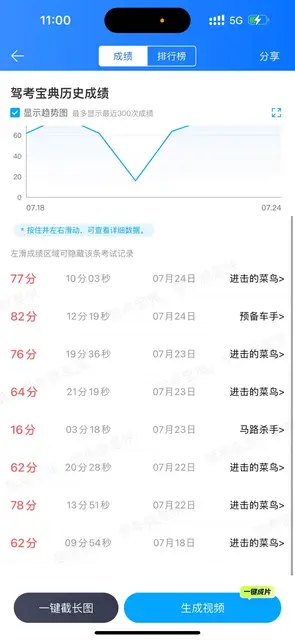 11:00 5G
成绩 排行榜 分享
驾考宝典历史成绩
显示趋势图 最多显示最近300次成绩
60
40
20
0
07.18 07.24
* 按住并左右滑动，可查看详细数据。
左滑成绩区域可隐藏该条考试记录
77分 10分03秒 07月24日 进击的菜鸟>
82分 12分19秒 07月24日 预备车手>
76分 19分36秒 07月23日 进击的菜鸟>
64分 21分19秒 07月23日 进击的菜鸟>
16分 03分18秒 07月23日 马路杀手>
62分 20分28秒 07月22日 进击的菜鸟>
78分 13分51秒 07月22日 进击的菜鸟>
62分 09分54秒 07月18日 进击的菜鸟>
一键成片
一键截长图 生成视频